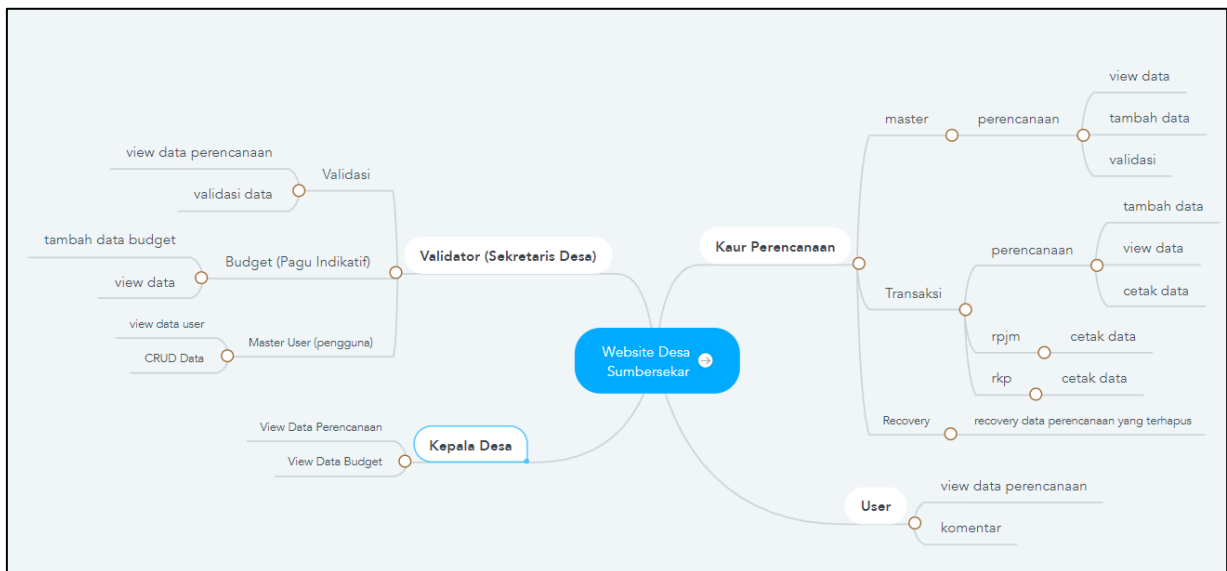 view data perencanaan
validasi data
Validasi
tambah data budget
view data
Budget (Pagu Indikatif)
view data user
CRUD Data
Master User (pengguna)
Validator (Sekretaris Desa)
View Data Perencanaan
View Data Budget
Kepala Desa
Website Desa
Sumbersekar
Kaur Perencanaan
master
perencanaan
view data
tambah data
validasi
Transaksi
perencanaan
tambah data
view data
cetak data
rpjm
cetak data
rkp
cetak data
Recovery
recovery data perencanaan yang terhapus
User
view data perencanaan
komentar